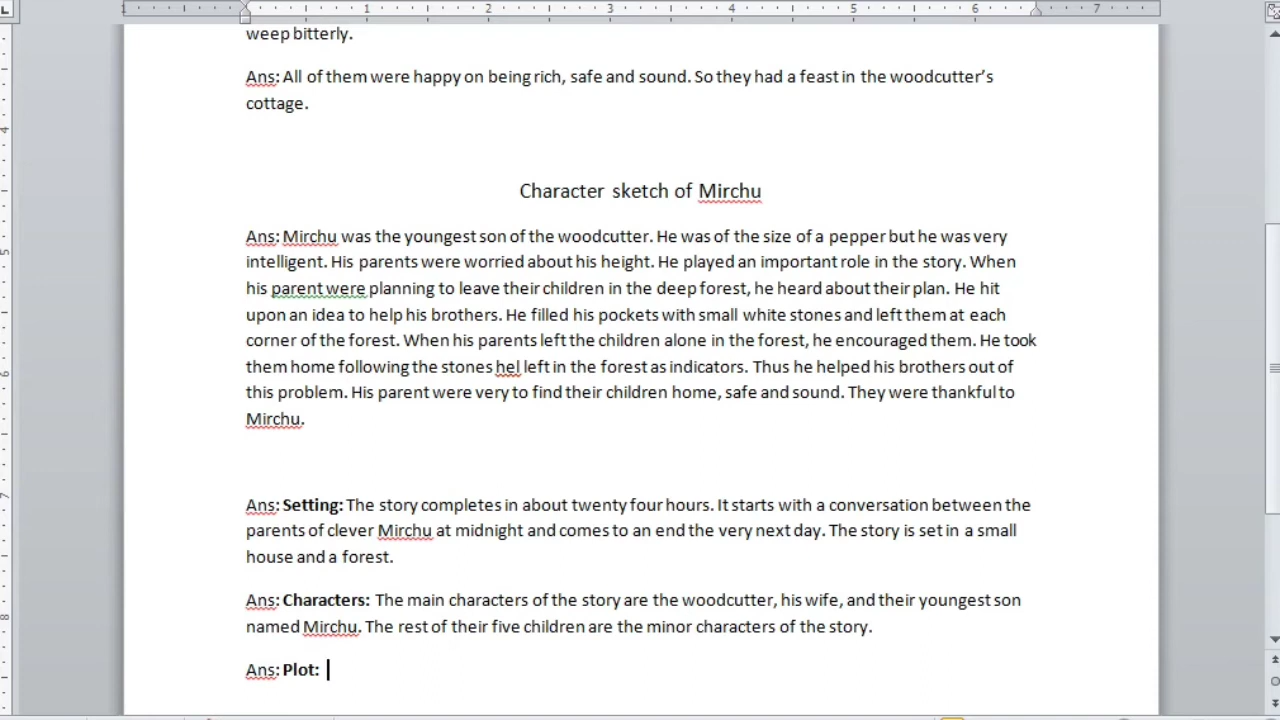 1 1 2 3 4 5 6 7
weep bitterly.
Ans: All of them were happy on being rich, safe and sound. So they had a feast in the woodcutter's
cottage.
Character sketch of Mirchu
Ans: Mirchu was the youngest son of the woodcutter. He was of the size of a pepper but he was very
intelligent. His parents were worried about his height. He played an important role in the story. When
his parent were planning to leave their children in the deep forest, he heard about their plan. He hit
upon an idea to help his brothers. He filled his pockets with small white stones and left them at each
corner of the forest. When his parents left the children alone in the forest, he encouraged them. He took
them home following the stones hel left in the forest as indicators. Thus he helped his brothers out of
this problem. His parent were very to find their children home, safe and sound. They were thankful to
Mirchu.
Ans: Setting: The story completes in about twenty four hours. It starts with a conversation between the
parents of clever Mirchu at midnight and comes to an end the very next day. The story is set in a small
house and a forest.
Ans: Characters: The main characters of the story are the woodcutter, his wife, and their youngest son
named Mirchu. The rest of their five children are the minor characters of the story.
Ans: Plot: